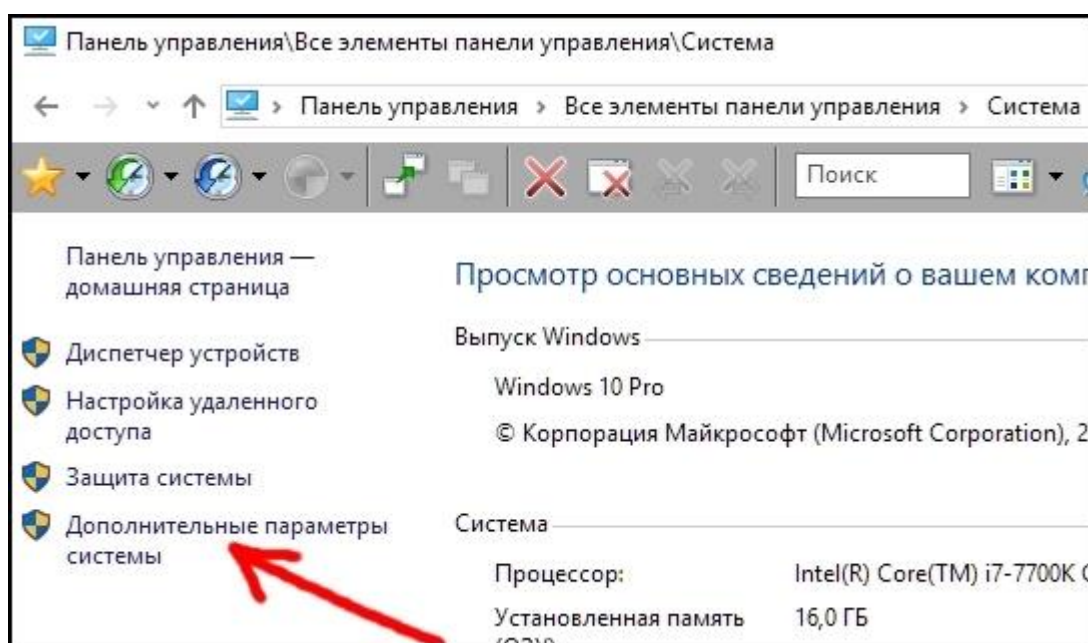 Панель управления\Все элементы панели управления\Система
Панель управления > Все элементы панели управления > Система
Поиск
Панель управления —
домашняя страница
Диспетчер устройств
Настройка удаленного
доступа
Защита системы
Дополнительные параметры
системы
Просмотр основных сведений о вашем
Выпуск Windows
Windows 10 Pro
© Корпорация Майкрософт (Microsoft Corporation), 2
Система
Процессор: Intel(R) Core(TM) i7-7700K
Установленная память 16,0 ГБ